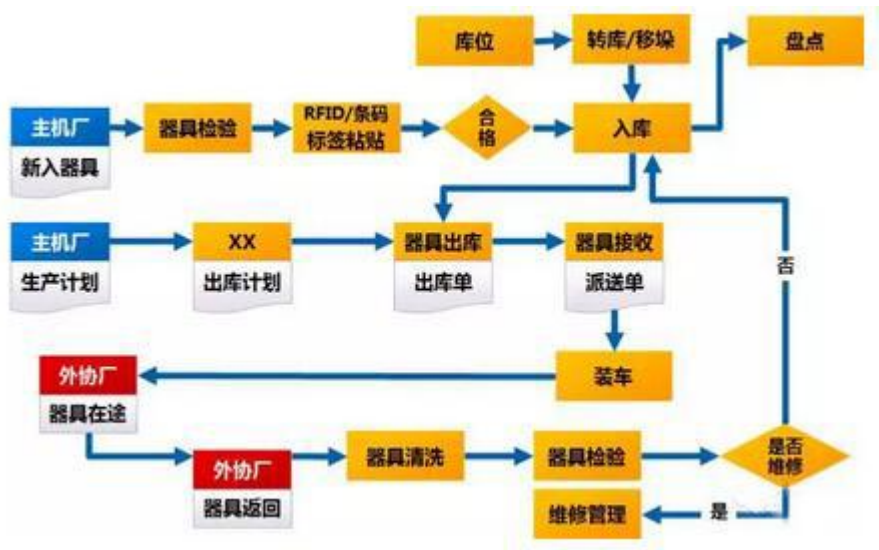 库位
转库/移垛
盘点
主机厂
新入器具
器具检验
RFID/条码
标签粘贴
合
格
入库
主机厂
生产计划
XX
出库计划
器具出库
出库单
器具接收
派送单
否
外协厂
器具在途
装车
外协厂
器具返回
器具清洗
器具检验
是否
维修
维修管理
是